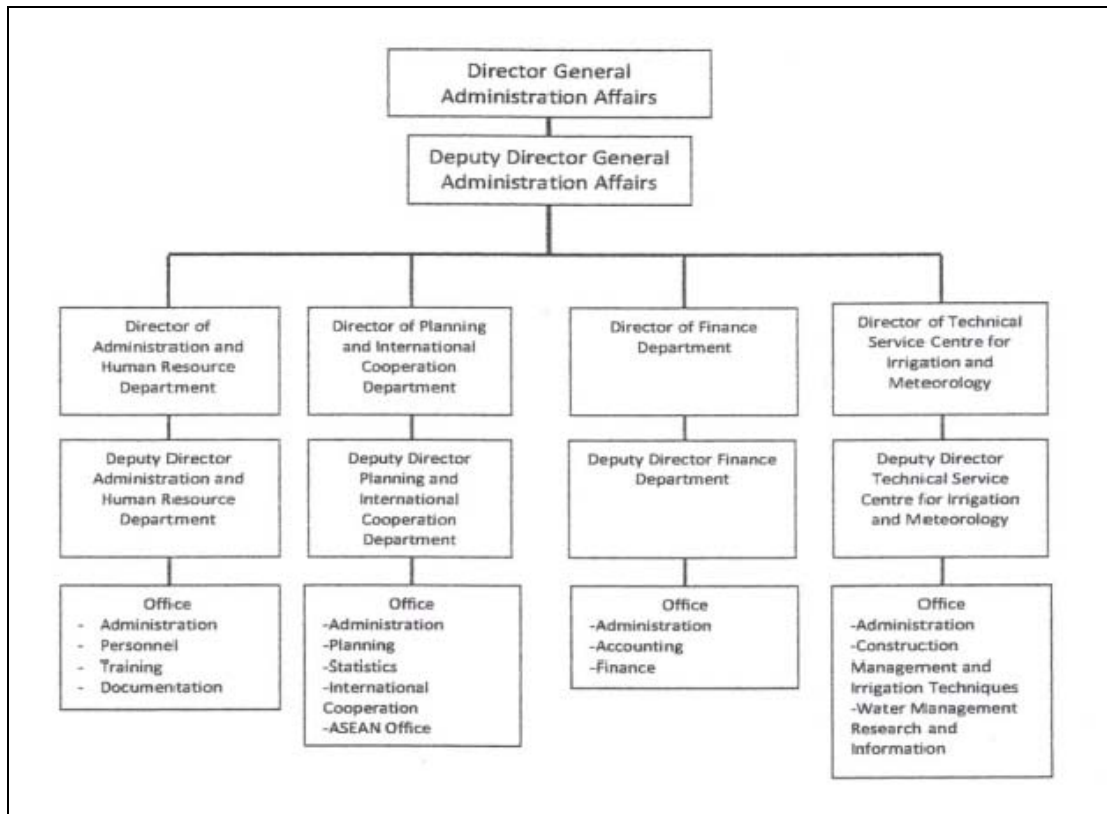 Director General
Administration Affairs
Deputy Director General
Administration Affairs
Director of
Administration and
Human Resource
Department
Director of Planning
and International
Cooperation
Department
Director of Finance
Department
Director of Technical
Service Centre for
Irrigation and
Meteorology
Deputy Director
Administration and
Human Resource
Department
Deputy Director
Planning and
International
Cooperation
Department
Deputy Director Finance
Department
Deputy Director
Technical Service
Centre for Irrigation
and Meteorology
Office
- Administration
- Personnel
- Training
- Documentation
Office
-Administration
-Planning
-Statistics
-International
Cooperation
-ASEAN Office
Office
-Administration
-Accounting
-Finance
Office
-Administration
-Construction
Management and
Irrigation Techniques
-Water Management
Research and
Information